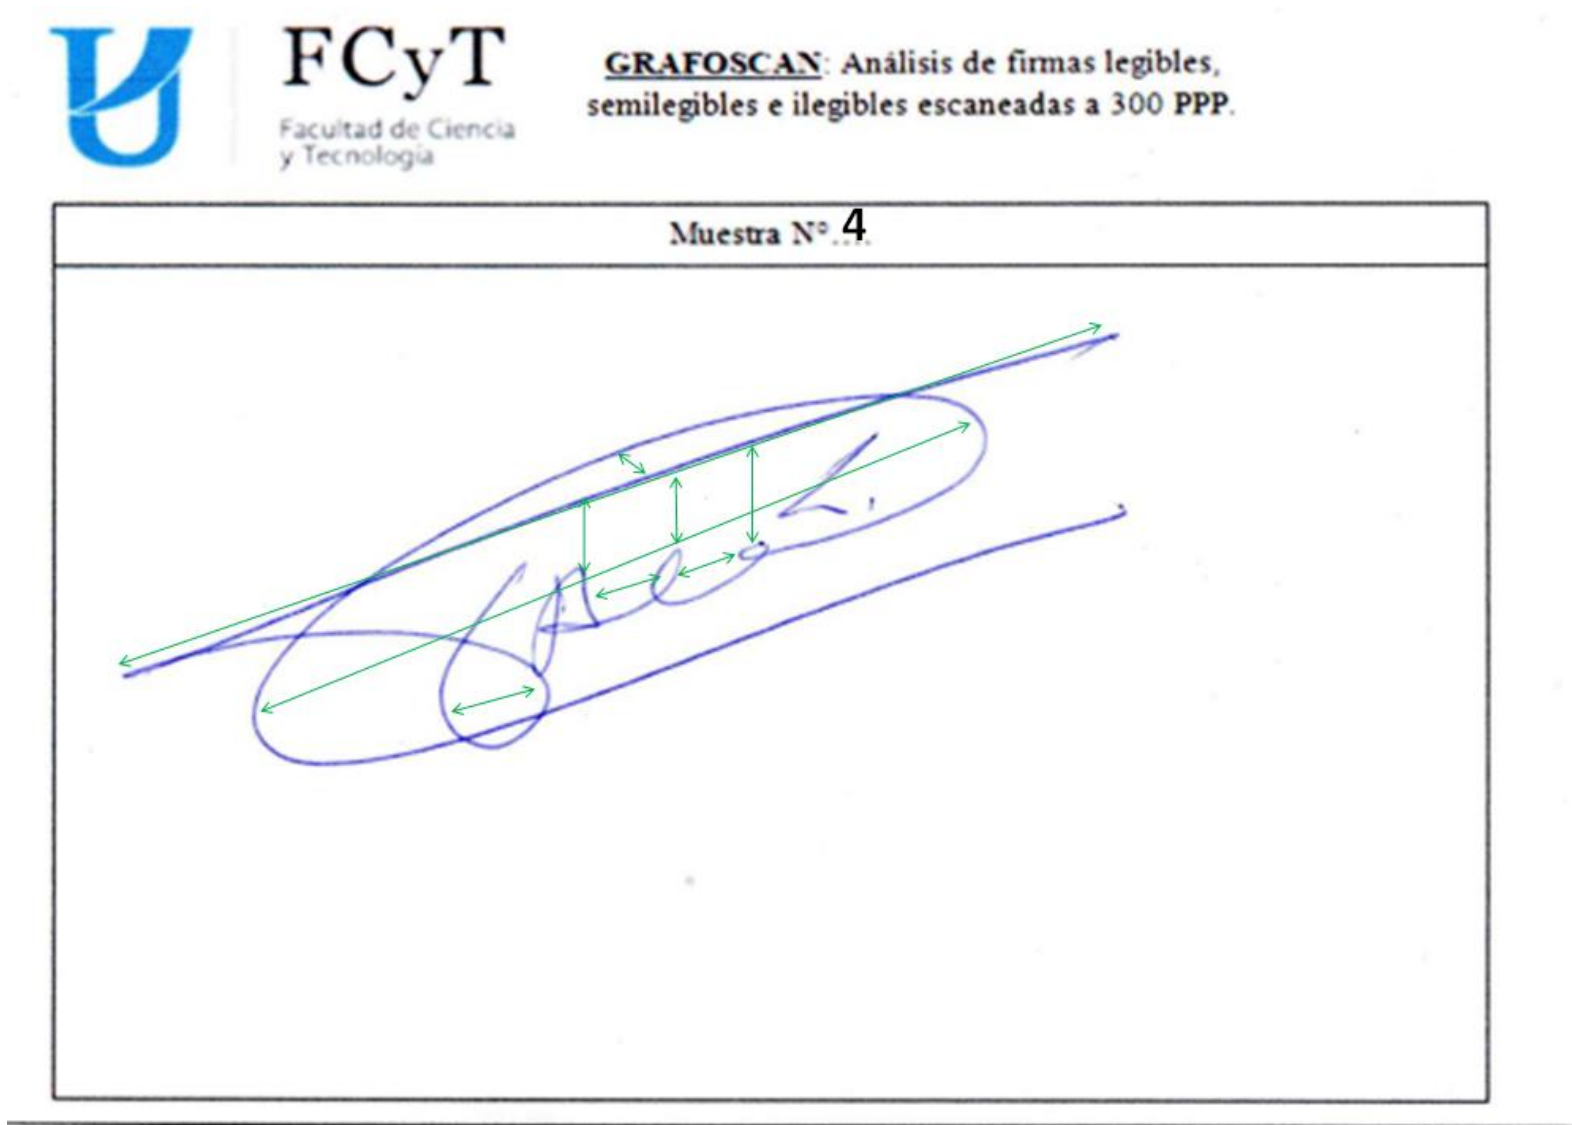 FCyT
Facultad de Ciencia
y Tecnología
GRAFOSCAN: Análisis de firmas legibles,
semilegibles e ilegibles escaneadas a 300 PPP.
Muestra N°....4